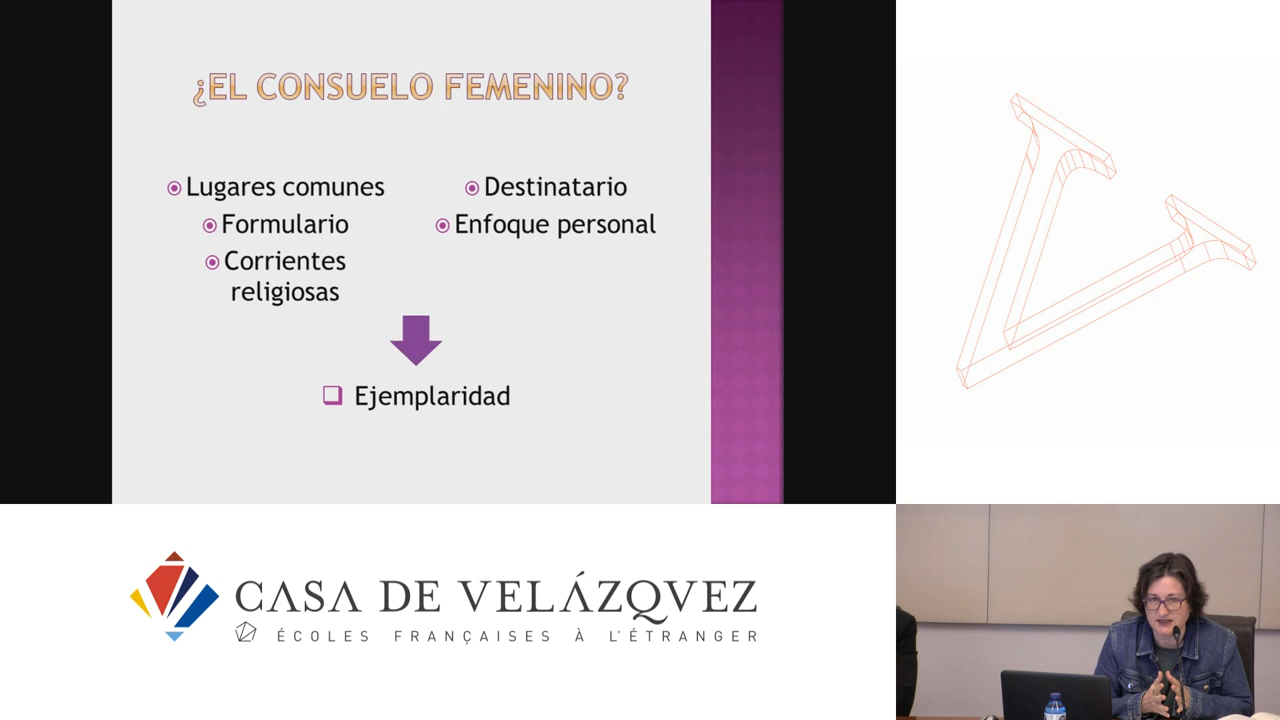 ¿EL CONSUELO FEMENINO?
Lugares comunes
Formulario
Corrientes
religiosas
Destinatario
Enfoque personal
Ejemplaridad
CASA DE VELÁZQVEZ
ÉCOLES FRANÇAISES À L'ÉTRANGER